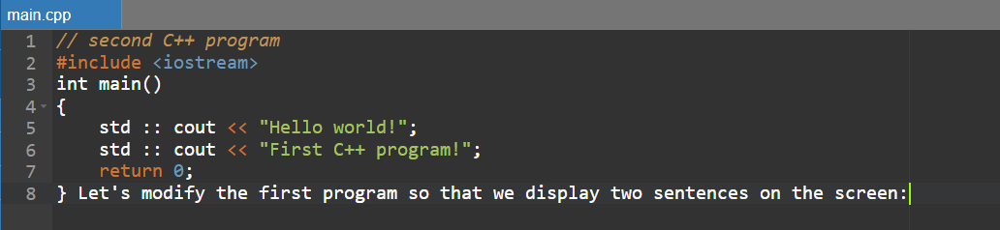 main.cpp
1 // second C++ program
2 #include <iostream>
3 int main()
4 {
5 std :: cout << "Hello world!";
6 std :: cout << "First C++ program!";
7 return 0;
8 } Let's modify the first program so that we display two sentences on the screen: